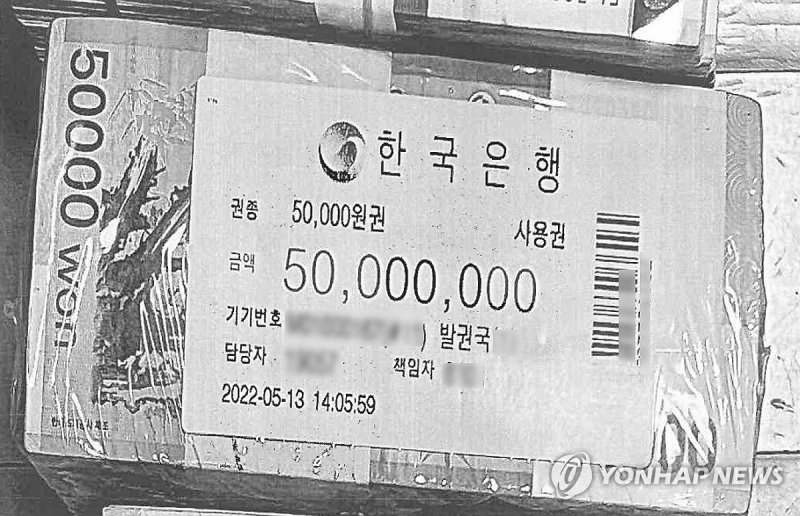 50000 won
한국은행
권종 50,000원권 사용권
금액 50,000,000
기기번호 ) 발권국
담당자 책임자
2022-05-13 14:05:59
YONHAP NEWS